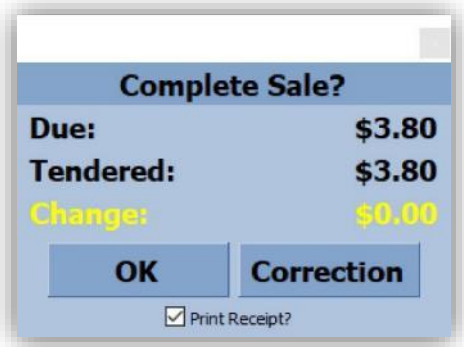 Complete Sale?
Due: $3.80
Tendered: $3.80
Change: $0.00
OK Correction
Print Receipt?